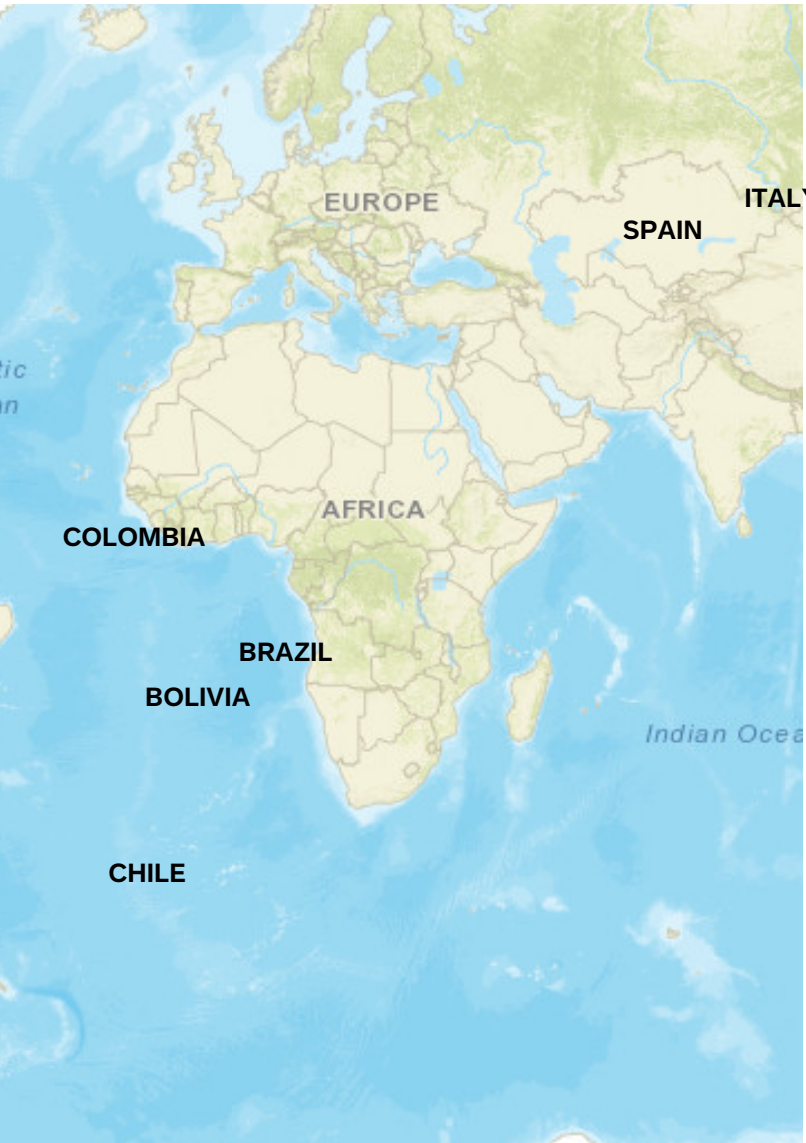 ITALY
EUROPE
SPAIN
tic
an
AFRICA
COLOMBIA
BRAZIL
BOLIVIA
Indian Ocea
CHILE